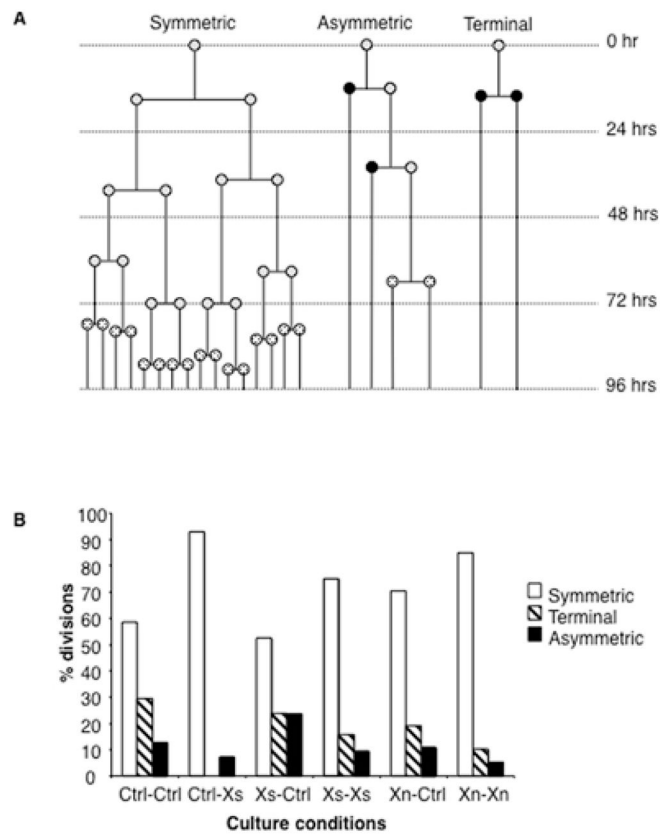 A
Symmetric Asymmetric Terminal
0 hr
24 hrs
48 hrs
72 hrs
96 hrs
B
% divisions
100
90
80
70
60
50
40
30
20
10
0
Symmetric
Terminal
Asymmetric
Ctrl-Ctrl Ctrl-Xs Xs-Ctrl Xs-Xs Xn-Ctrl Xn-Xn
Culture conditions